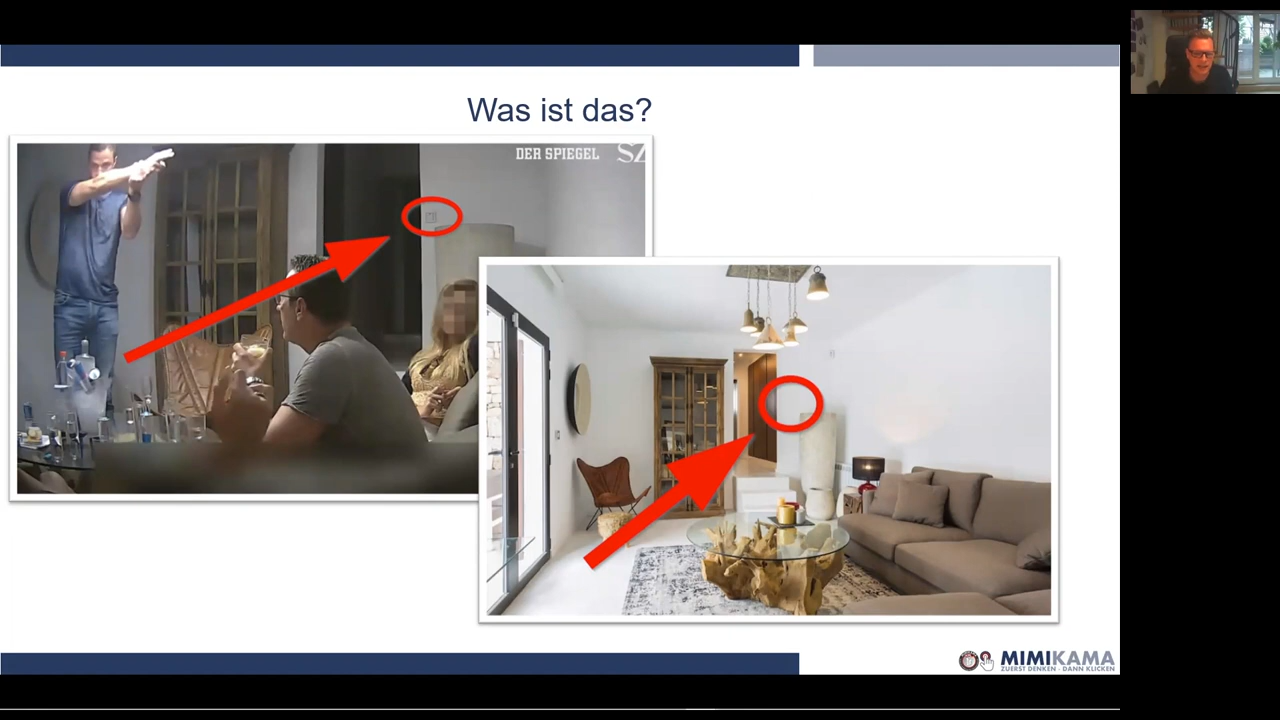 Was ist das?
DER SPIEGEL SZ
MIMIKAMA
ZUERST DENKEN - DANN KLICKEN